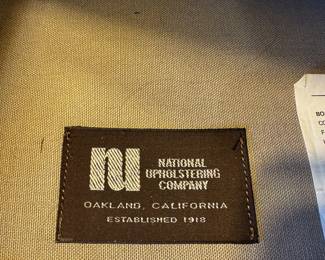 n
NATIONAL
UPHOLSTERING
COMPANY
OAKLAND, CALIFORNIA
ESTABLISHED 1918